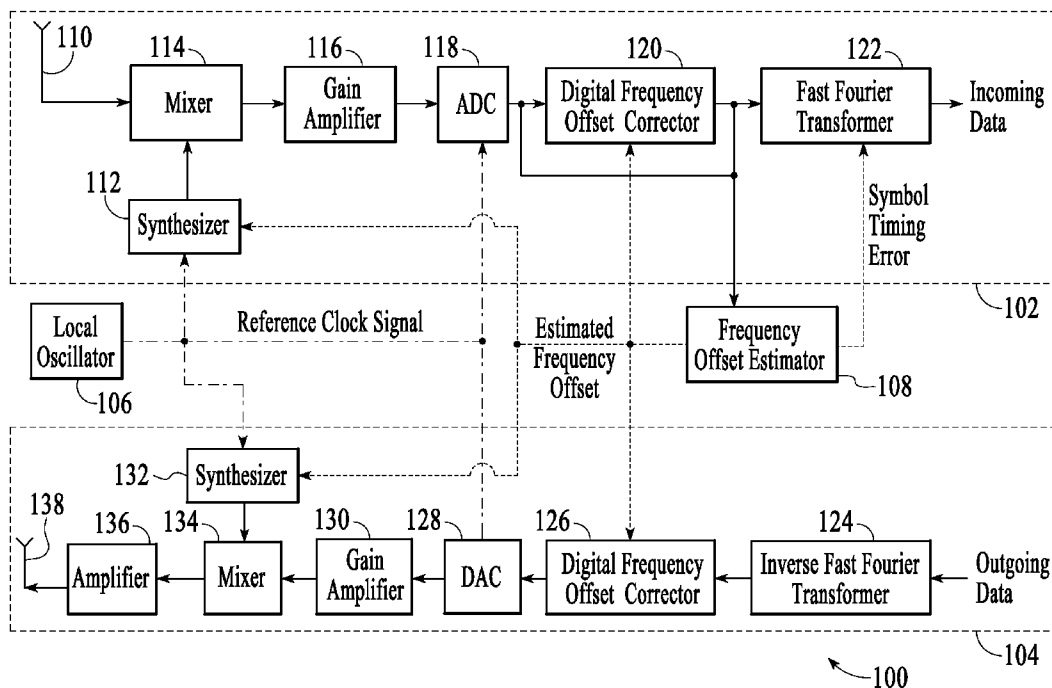 110
114
Mixer
116
Gain
Amplifier
118
ADC
120
Digital Frequency
Offset Corrector
122
Fast Fourier
Transformer
Incoming
Data
112
Synthesizer
Symbol
Timing
Error
102
Local
Oscillator
106
Reference Clock Signal
Estimated
Frequency
Offset
Frequency
Offset Estimator
108
132
Synthesizer
138
136
Amplifier
134
Mixer
130
Gain
Amplifier
128
DAC
126
Digital Frequency
Offset Corrector
124
Inverse Fast Fourier
Transformer
Outgoing
Data
104
100